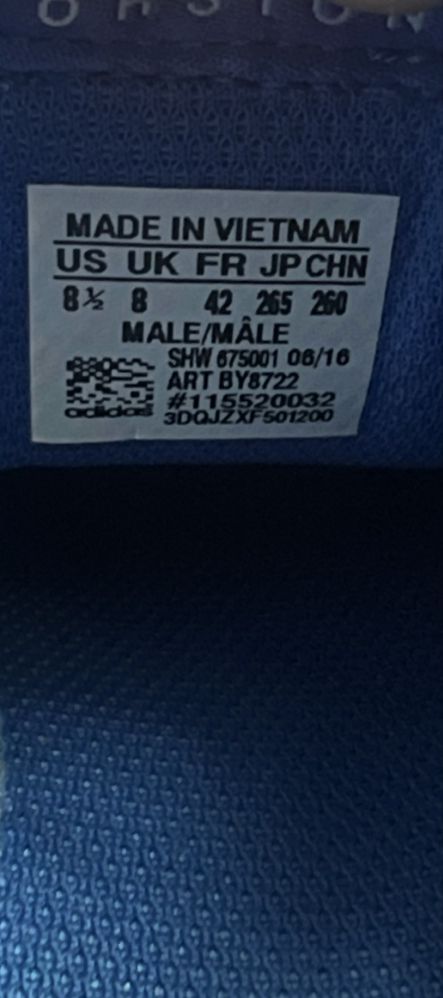 MADE IN VIETNAM
US UK FR JP CHN
8½ 8 42 265 260
MALE/MÂLE
SHW 675001 06/16
ART BY8722
#115520032
adidas 3DQJZXF501200